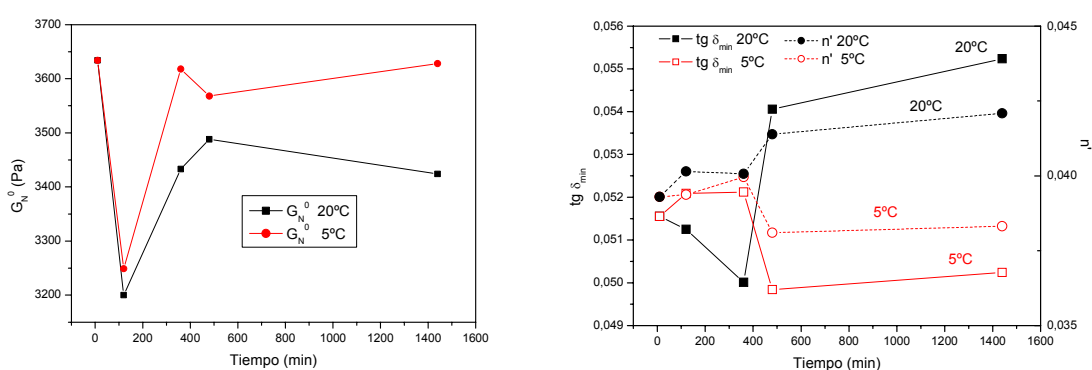 3700
3600
3500
3400
3300
3200
G_N^0 (Pa)
0 200 400 600 800 1000 1200 1400 1600
Tiempo (min)
G_N^0 20ºC
G_N^0 5ºC
0,056
0,055
0,054
0,053
0,052
0,051
0,050
0,049
tg δ_min
tg δ_min 20ºC
tg δ_min 5ºC
n' 20ºC
n' 5ºC
20ºC
20ºC
5ºC
5ºC
0 200 400 600 800 1000 1200 1400 1600
Tiempo (min)
0,045
0,040
0,035
n'